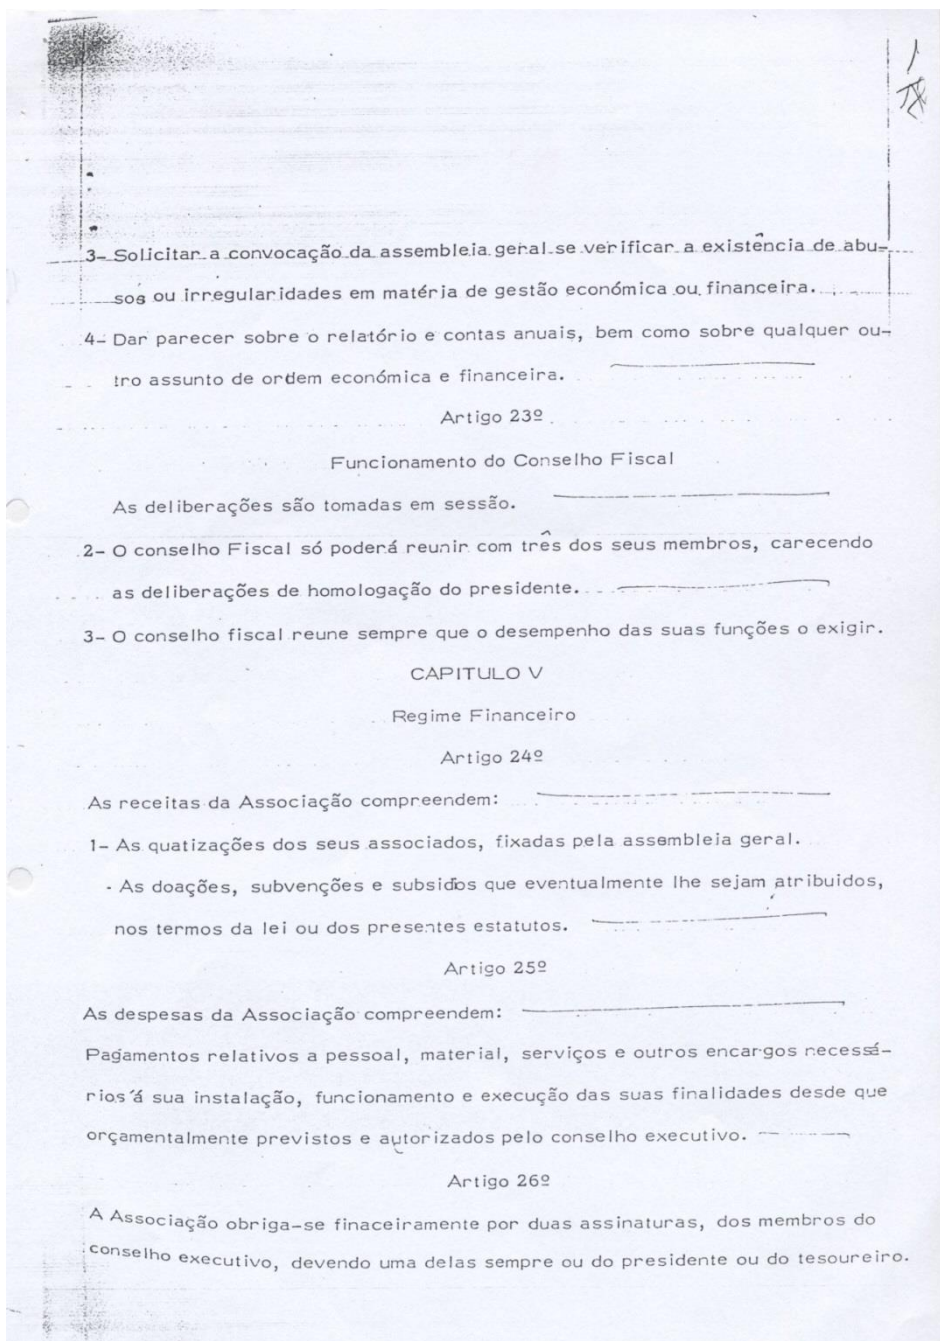 3- Solicitar a convocação da assembleia geral se verificar a existência de abu-
sos ou irregularidades em matéria de gestão económica ou financeira.
4- Dar parecer sobre o relatório e contas anuais, bem como sobre qualquer ou-
tro assunto de ordem económica e financeira.
Artigo 23º
Funcionamento do Conselho Fiscal
As deliberações são tomadas em sessão.
2- O conselho Fiscal só poderá reunir com três dos seus membros, carecendo
as deliberações de homologação do presidente.
3- O conselho fiscal reune sempre que o desempenho das suas funções o exigir.
CAPITULO V
Regime Financeiro
Artigo 24º
As receitas da Associação compreendem:
1- As quatizações dos seus associados, fixadas pela assembleia geral.
- As doações, subvenções e subsidios que eventualmente lhe sejam atribuidos,
nos termos da lei ou dos presentes estatutos.
Artigo 25º
As despesas da Associação compreendem:
Pagamentos relativos a pessoal, material, serviços e outros encargos necessá-
rios á sua instalação, funcionamento e execução das suas finalidades desde que
orçamentalmente previstos e autorizados pelo conselho executivo.
Artigo 26º
A Associação obriga-se finaceiramente por duas assinaturas, dos membros do
conselho executivo, devendo uma delas sempre ou do presidente ou do tesoureiro.